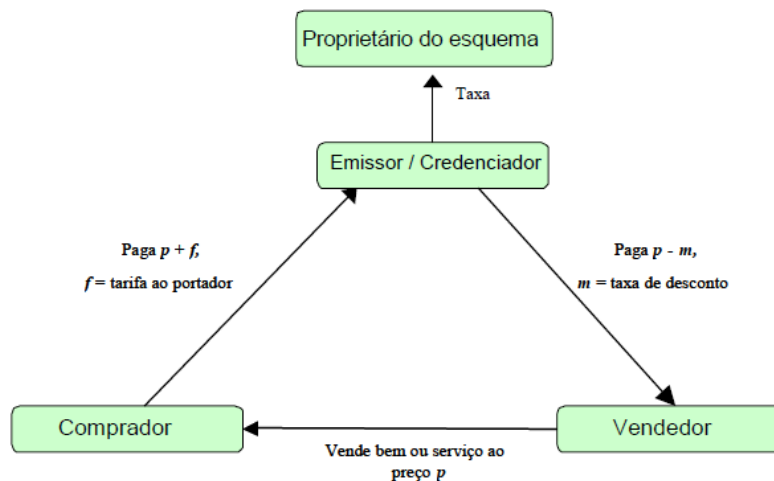 Proprietário do esquema
Taxa
Emissor / Credenciador
Paga p + f,
f = tarifa ao portador
Paga p - m,
m = taxa de desconto
Comprador
Vendedor
Vende bem ou serviço ao
preço p